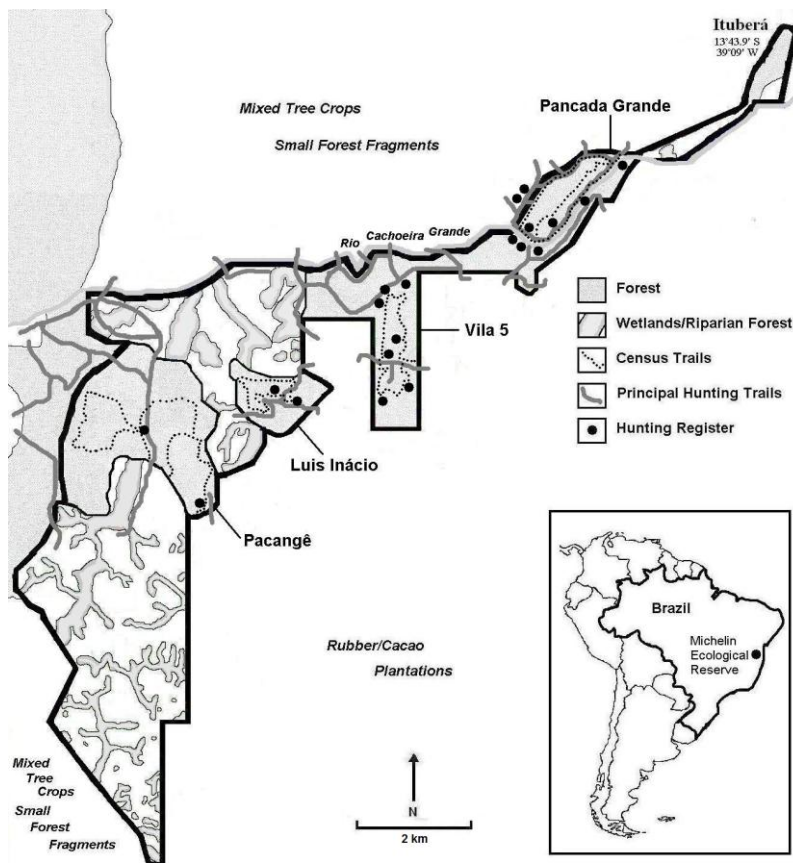 Ituberá
13°43.9' S
39°09' W
Pancada Grande
Mixed Tree Crops
Small Forest Fragments
Rio Cachoeira Grande
Vila 5
Luis Inácio
Pacangê
Forest
Wetlands/Riparian Forest
Census Trails
Principal Hunting Trails
Hunting Register
Rubber/Cacao
Plantations
Mixed
Tree
Crops
Small
Forest
Fragments
N
2 km
Brazil
Michelin
Ecological
Reserve